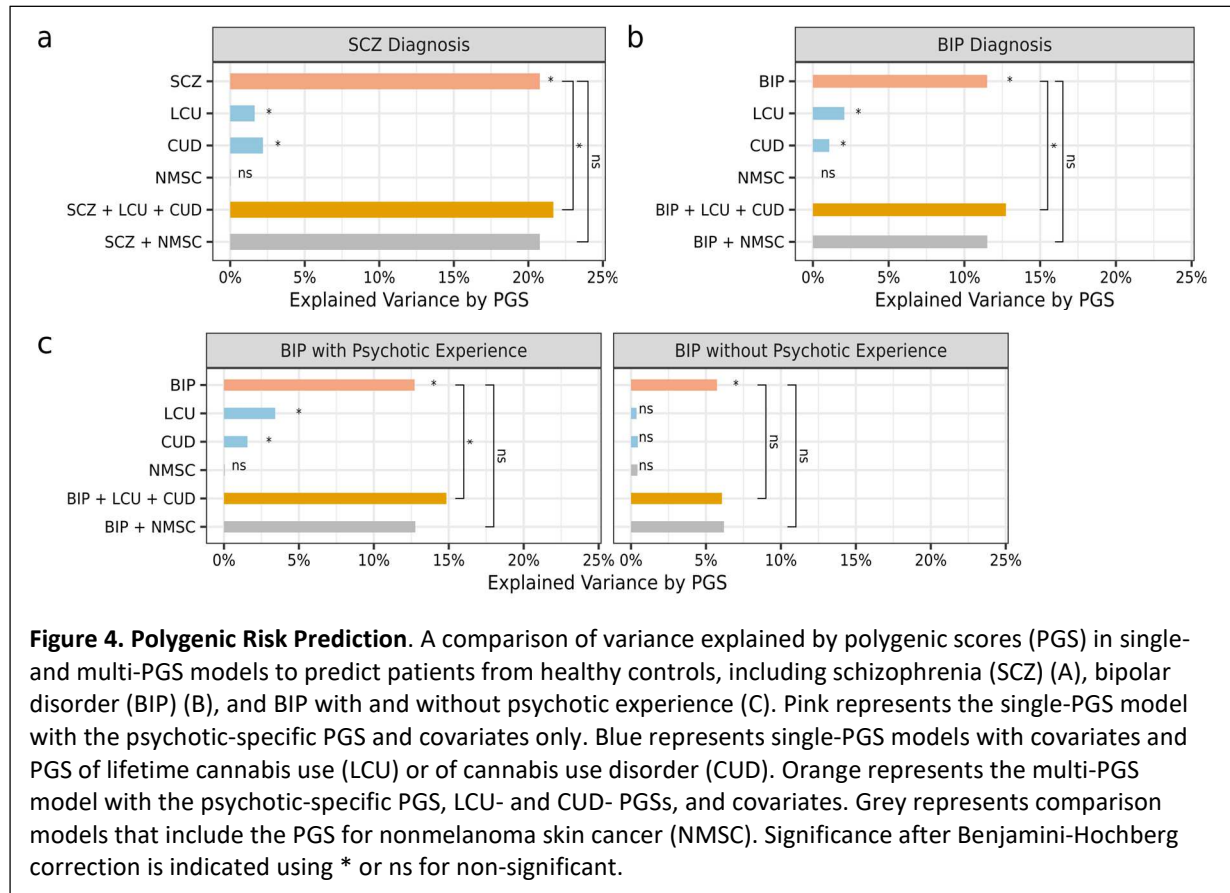 a
SCZ Diagnosis
SCZ
LCU
CUD
NMSC
SCZ + LCU + CUD
SCZ + NMSC
*
*
*
ns
*
ns
0% 5% 10% 15% 20% 25%
Explained Variance by PGS
b
BIP Diagnosis
BIP
LCU
CUD
NMSC
BIP + LCU + CUD
BIP + NMSC
*
*
*
ns
*
ns
0% 5% 10% 15% 20% 25%
Explained Variance by PGS
c
BIP with Psychotic Experience
BIP
LCU
CUD
NMSC
BIP + LCU + CUD
BIP + NMSC
*
*
*
ns
*
ns
0% 5% 10% 15% 20% 25%
BIP without Psychotic Experience
*
ns
ns
ns
ns
ns
0% 5% 10% 15% 20% 25%
Explained Variance by PGS
Figure 4. Polygenic Risk Prediction. A comparison of variance explained by polygenic scores (PGS) in single-
and multi-PGS models to predict patients from healthy controls, including schizophrenia (SCZ) (A), bipolar
disorder (BIP) (B), and BIP with and without psychotic experience (C). Pink represents the single-PGS model
with the psychotic-specific PGS and covariates only. Blue represents single-PGS models with covariates and
PGS of lifetime cannabis use (LCU) or of cannabis use disorder (CUD). Orange represents the multi-PGS
model with the psychotic-specific PGS, LCU- and CUD- PGSs, and covariates. Grey represents comparison
models that include the PGS for nonmelanoma skin cancer (NMSC). Significance after Benjamini-Hochberg
correction is indicated using * or ns for non-significant.